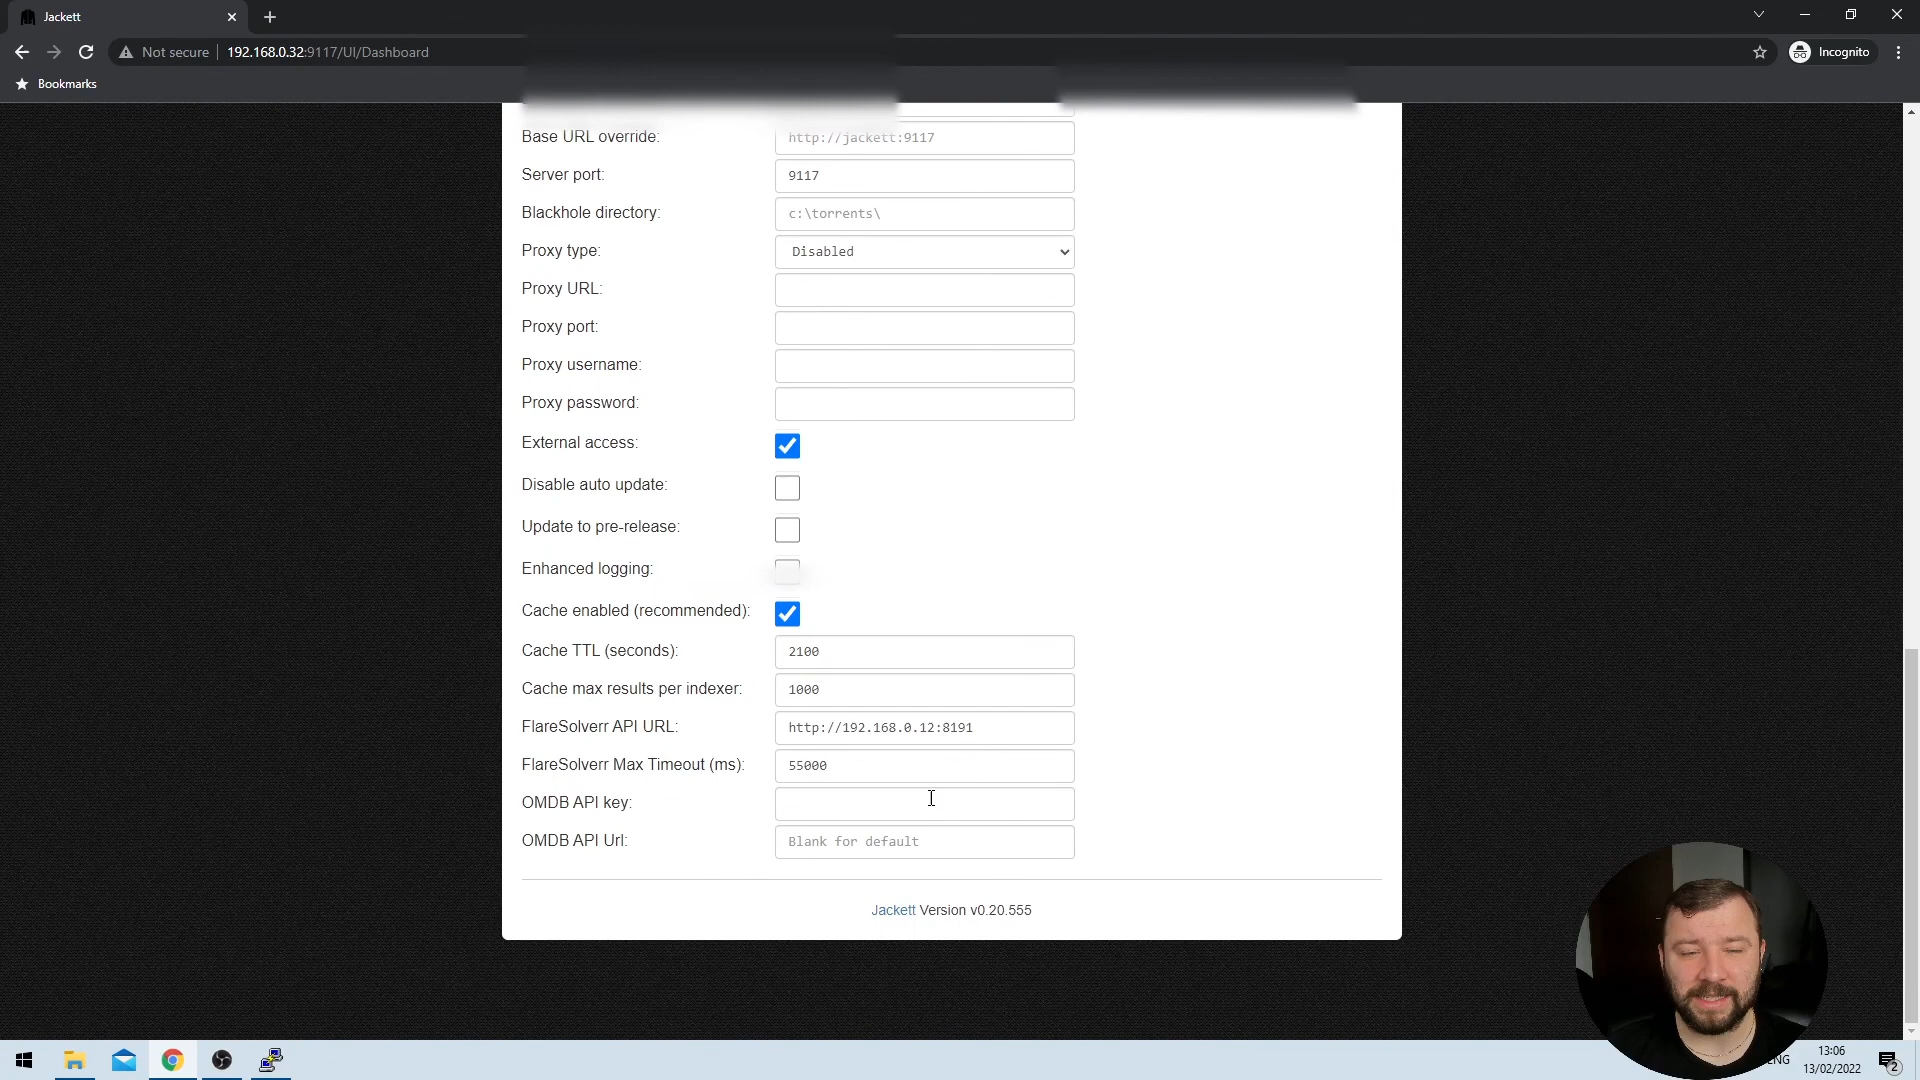 Jackett
Not secure
192.168.0.32:9117/UI/Dashboard
Incognito
Bookmarks
Base URL override:
http://jackett:9117
Server port:
9117
Blackhole directory:
c:\torrents\
Proxy type:
Disabled
Proxy URL:
Proxy port:
Proxy username:
Proxy password:
External access:
Disable auto update:
Update to pre-release:
Enhanced logging:
Cache enabled (recommended):
Cache TTL (seconds):
2100
Cache max results per indexer:
1000
FlareSolverr API URL:
http://192.168.0.12:8191
FlareSolverr Max Timeout (ms):
55000
OMDB API key:
OMDB API Url:
Blank for default
Jackett Version v0.20.555
ENG
13:06
13/02/2022
2